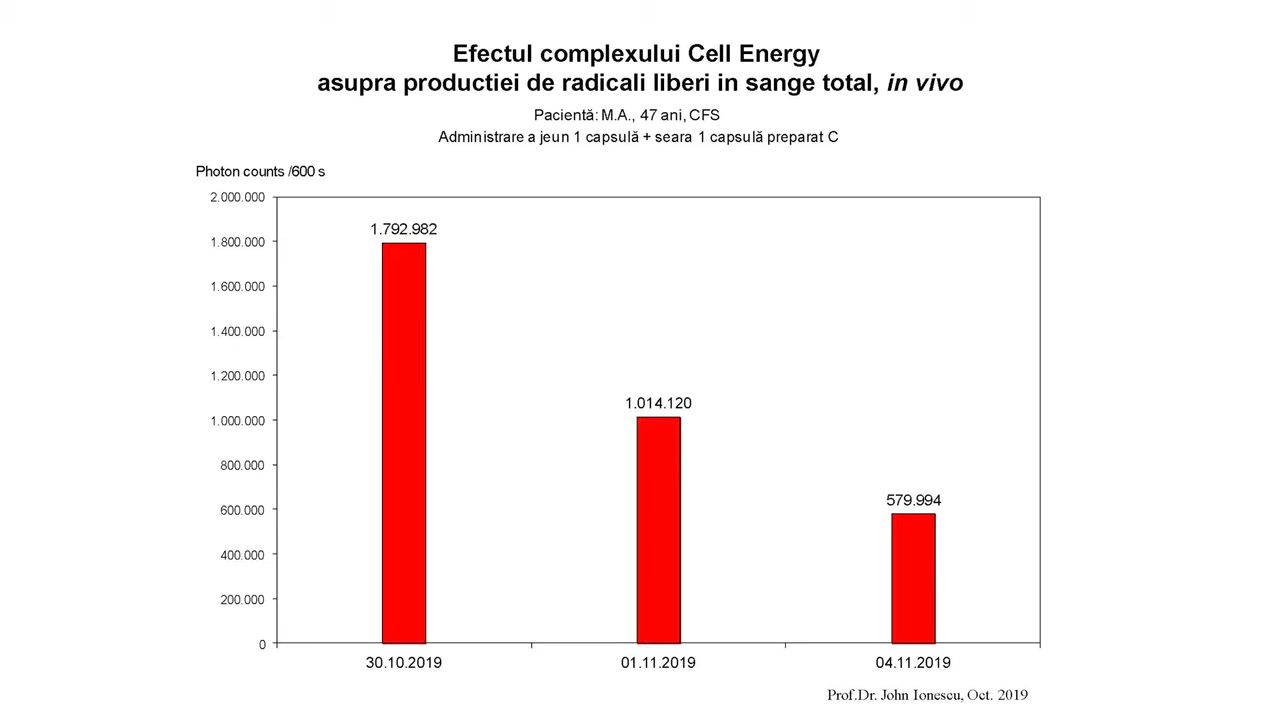 Efectul complexului Cell Energy
asupra productiei de radicali liberi in sange total, in vivo
Pacientă: M.A., 47 ani, CFS
Administrare a jeun 1 capsulă + seara 1 capsulă preparat C
Photon counts /600 s
2.000.000
1.800.000
1.600.000
1.400.000
1.200.000
1.000.000
800.000
600.000
400.000
200.000
0
1.792.982
1.014.120
579.994
30.10.2019
01.11.2019
04.11.2019
Prof.Dr. John Ionescu, Oct. 2019